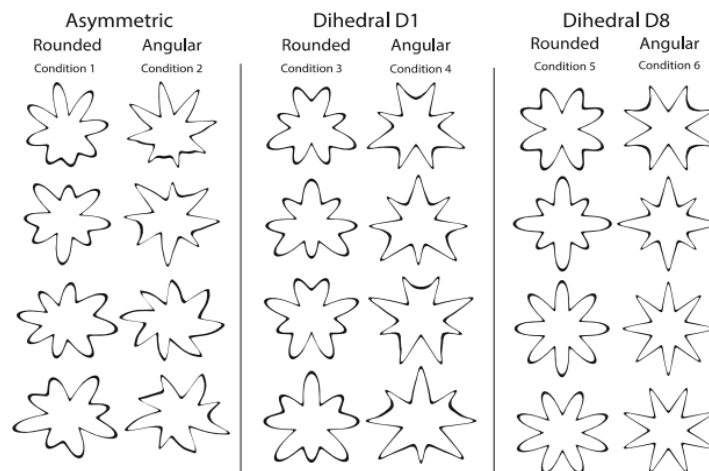 Asymmetric
Rounded Angular
Condition 1 Condition 2
Dihedral D1
Rounded Angular
Condition 3 Condition 4
Dihedral D8
Rounded Angular
Condition 5 Condition 6